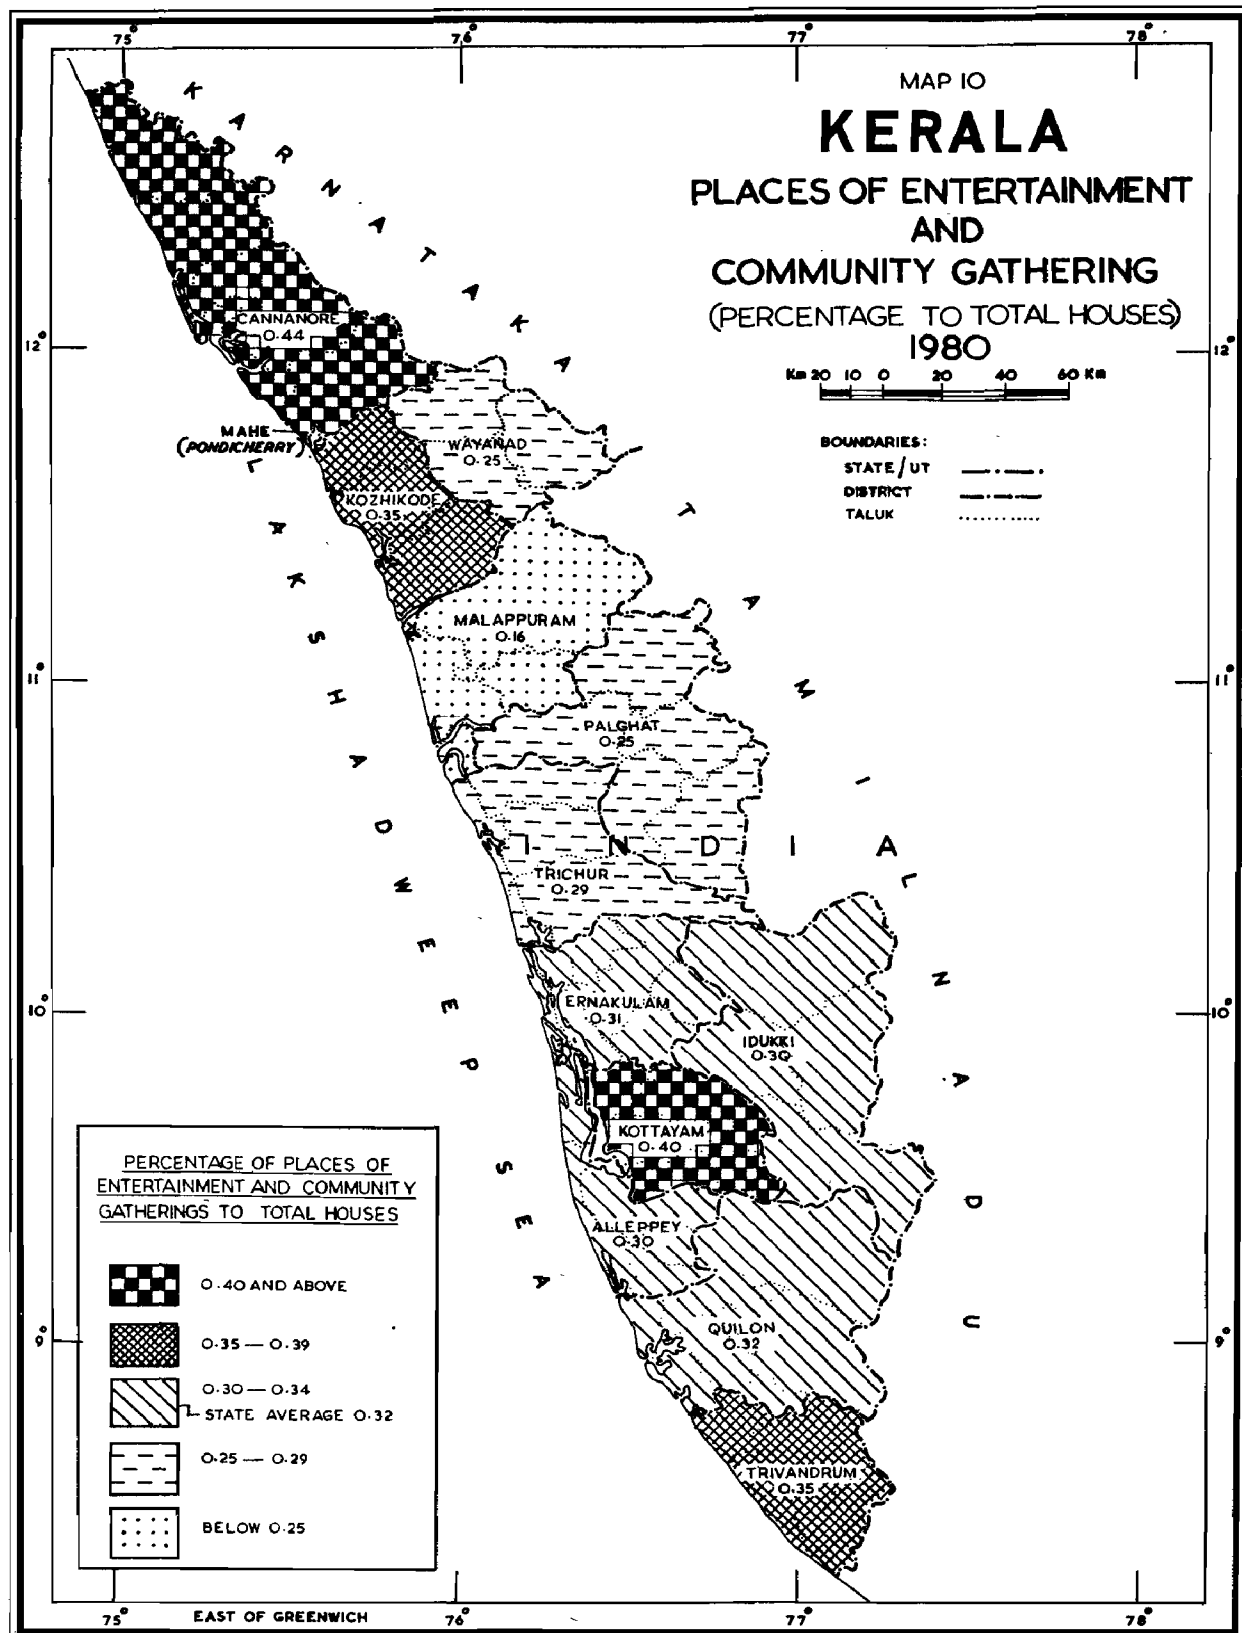 75°
76°
77°
78°
MAP 10
KERALA
PLACES OF ENTERTAINMENT
AND
COMMUNITY GATHERING
(PERCENTAGE TO TOTAL HOUSES)
1980
Km 20 10 0 20 40 60 Km
BOUNDARIES:
STATE/UT
DISTRICT
TALUK
KARNATAKA
TAMIL NADU
LAKSHADWEEP SEA
INDIA
12°
12°
11°
11°
10°
10°
9°
9°
CANNANORE
0.44
MAHE
(PONDICHERRY)
WAYANAD
0.25
KOZHIKODE
0.35
MALAPPURAM
0.16
PALGHAT
0.25
TRICHUR
0.29
ERNAKULAM
0.31
IDUKKI
0.30
KOTTAYAM
0.40
ALLEPPEY
0.30
QUILON
0.32
TRIVANDRUM
0.35
PERCENTAGE OF PLACES OF
ENTERTAINMENT AND COMMUNITY
GATHERINGS TO TOTAL HOUSES
0.40 AND ABOVE
0.35 — 0.39
0.30 — 0.34
STATE AVERAGE 0.32
0.25 — 0.29
BELOW 0.25
75°
EAST OF GREENWICH
76°
77°
78°